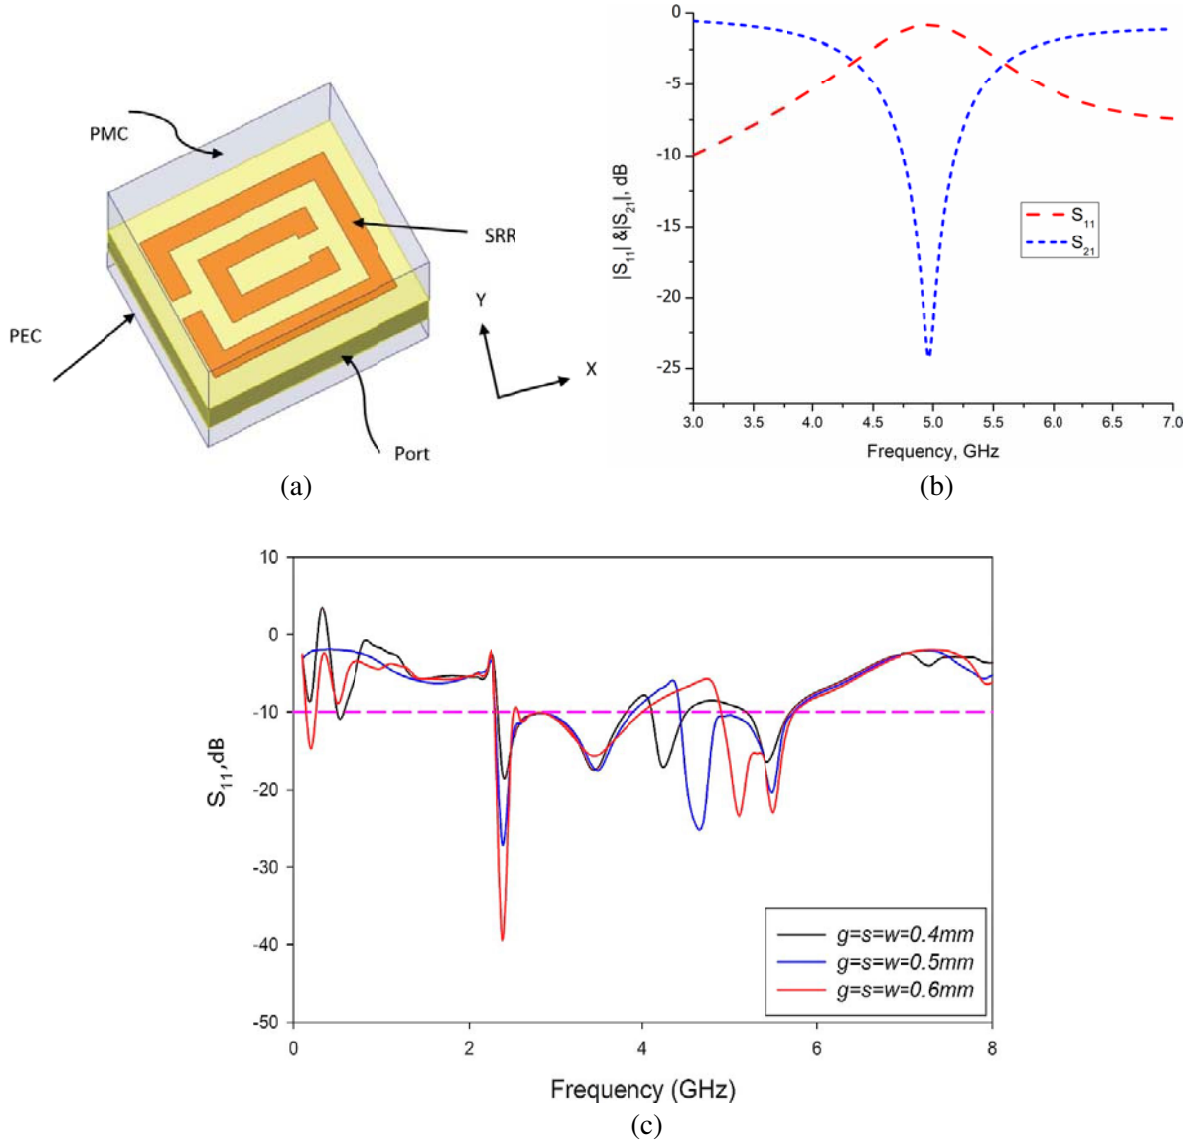 PMC
SRR
Y
X
PEC
Port
(a)
0
-5
-10
-15
-20
-25
|S11| &|S21|, dB
S11
S21
3.0 3.5 4.0 4.5 5.0 5.5 6.0 6.5 7.0
Frequency, GHz
(b)
10
0
-10
-20
-30
-40
-50
S11,dB
g=s=w=0.4mm
g=s=w=0.5mm
g=s=w=0.6mm
0 2 4 6 8
Frequency (GHz)
(c)